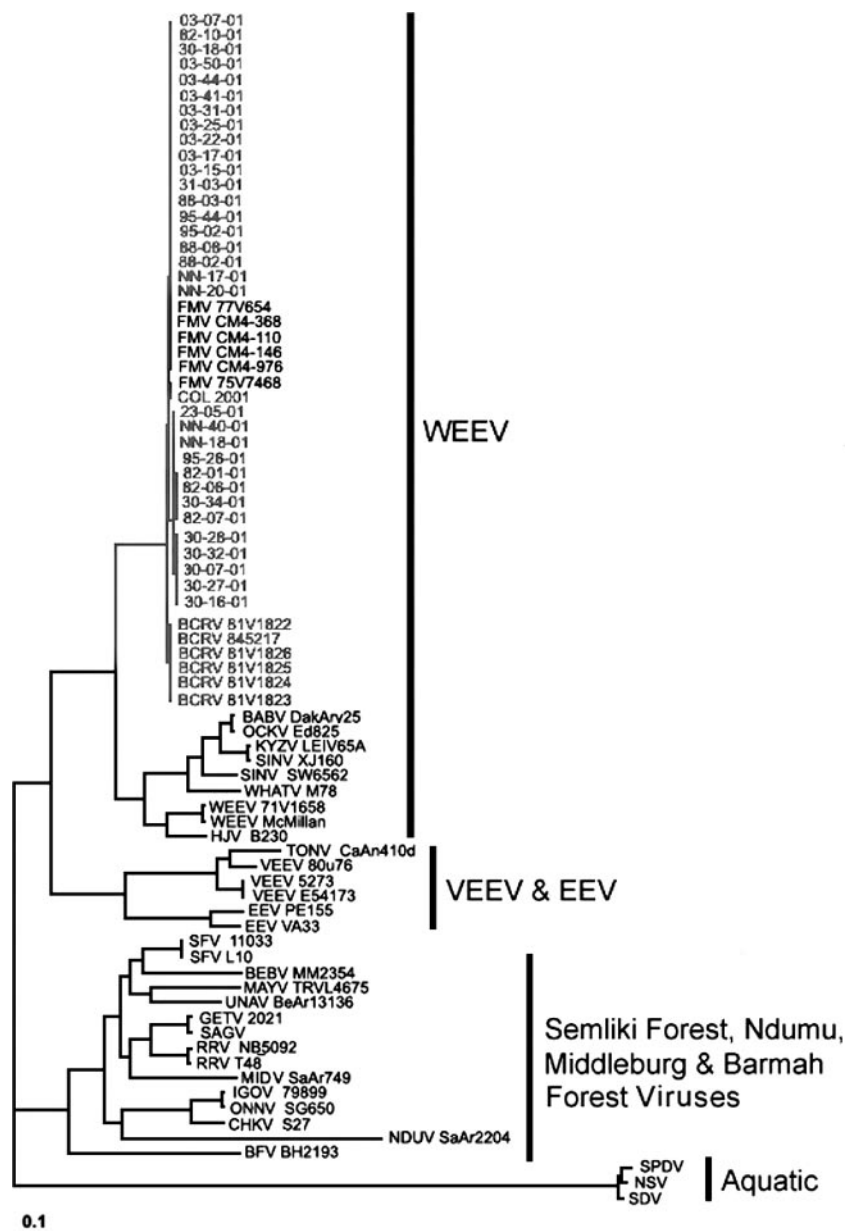 03-07-01
82-10-01
30-18-01
03-50-01
03-44-01
03-41-01
03-31-01
03-25-01
03-22-01
03-17-01
03-15-01
31-03-01
88-03-01
95-44-01
95-02-01
88-08-01
88-02-01
NN-17-01
NN-20-01
FMV 77V654
FMV CM4-368
FMV CM4-110
FMV CM4-146
FMV CM4-976
FMV 75V7468
COL 2001
23-05-01
NN-40-01
WEEV
NN-18-01
95-26-01
82-01-01
82-06-01
30-34-01
82-07-01
30-28-01
30-32-01
30-07-01
30-27-01
30-16-01
BCRV 81V1822
BCRV 845217
BCRV 81V1826
BCRV 81V1825
BCRV 81V1824
BCRV 81V1823
BABV DakArv25
OCKV Ed825
KYZV LEIV65A
SINV XJ160
SINV SW6562
WHATV M78
WEEV 71V1658
WEEV McMillan
HJV B230
TONV CaAn410d
VEEV 80u76
VEEV 5273
VEEV & EEV
VEEV E54173
EEV PE155
EEV VA33
SFV 11033
SFV L10
BEBV MM2354
MAYV TRVL4675
UNAV BeAr13136
GETV 2021
SAGV
RRV NB5092
RRV T48
MIDV SaAr749
Semliki Forest, Ndumu,
Middleburg & Barmah
Forest Viruses
IGOV 79899
ONNV SG650
CHKV S27
NDUV SaAr2204
BFV BH2193
SPDV
NSV
SDV
Aquatic
0.1